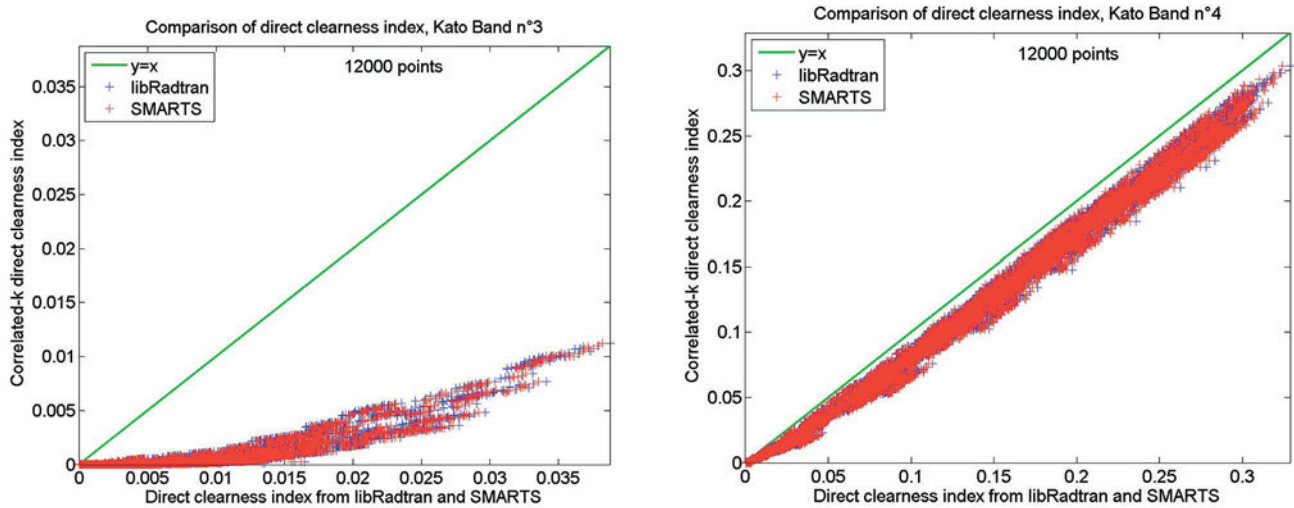 Comparison of direct clearness index, Kato Band n°3
y=x
libRadtran
SMARTS
12000 points
0.035
0.03
0.025
0.02
0.015
0.01
0.005
0
Correlated-k direct clearness index
0 0.005 0.01 0.015 0.02 0.025 0.03 0.035
Direct clearness index from libRadtran and SMARTS
Comparison of direct clearness index, Kato Band n°4
y=x
libRadtran
SMARTS
12000 points
0.3
0.25
0.2
0.15
0.1
0.05
0
Correlated-k direct clearness index
0 0.05 0.1 0.15 0.2 0.25 0.3
Direct clearness index from libRadtran and SMARTS